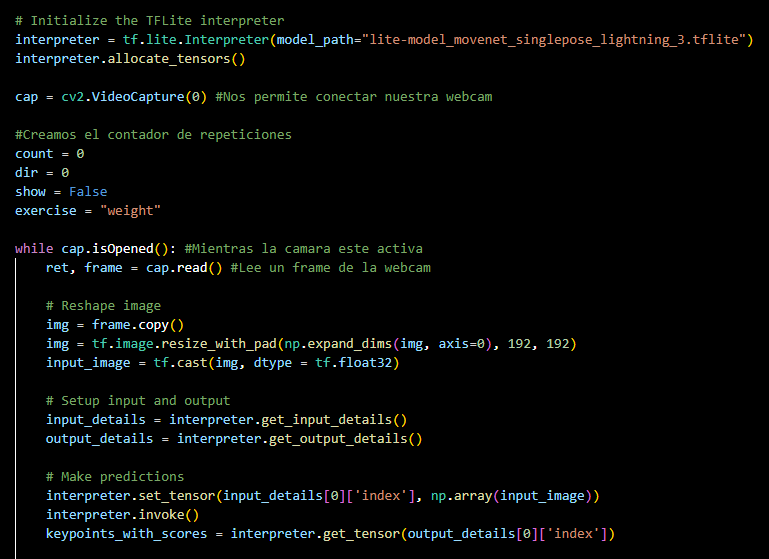 # Initialize the TFLite interpreter
interpreter = tf.lite.Interpreter(model_path="lite-model_movenet_singlepose_lightning_3.tflite")
interpreter.allocate_tensors()

cap = cv2.VideoCapture(0) #Nos permite conectar nuestra webcam

#Creamos el contador de repeticiones
count = 0
dir = 0
show = False
exercise = "weight"

while cap.isOpened(): #Mientras la camara este activa
    ret, frame = cap.read() #Lee un frame de la webcam

    # Reshape image
    img = frame.copy()
    img = tf.image.resize_with_pad(np.expand_dims(img, axis=0), 192, 192)
    input_image = tf.cast(img, dtype = tf.float32)

    # Setup input and output
    input_details = interpreter.get_input_details()
    output_details = interpreter.get_output_details()

    # Make predictions
    interpreter.set_tensor(input_details[0]['index'], np.array(input_image))
    interpreter.invoke()
    keypoints_with_scores = interpreter.get_tensor(output_details[0]['index'])